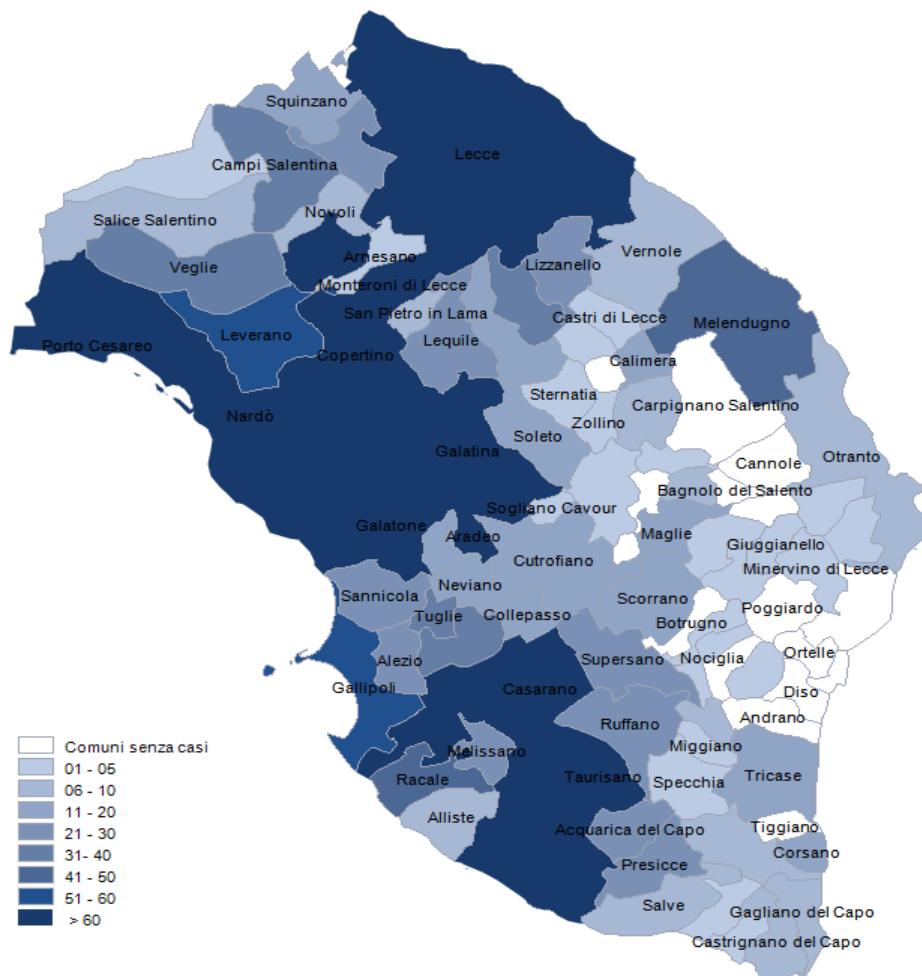 Squinzano
Lecce
Campi Salentina
Novoli
Salice Salentino
Vernole
Arnesano
Lizzanello
Veglie
Monteroni di Lecce
San Pietro in Lama
Castri di Lecce
Melendugno
Leverano
Lequile
Porto Cesareo
Copertino
Calimera
Sternatia
Carpignano Salentino
Nardò
Zollino
Soleto
Galatina
Otranto
Cannole
Bagnolo del Salento
Sogliano Cavour
Galatone
Aradeo
Maglie
Giuggianello
Cutrofiano
Minervino di Lecce
Neviano
Sannicola
Scorrano
Poggiardo
Tuglie
Collepasso
Botrugno
Ortelle
Alezio
Supersano
Nociglia
Gallipoli
Casarano
Diso
Andrano
Ruffano
Miggiano
Melissano
Racale
Taurisano
Specchia
Tricase
Alliste
Acquarica del Capo
Tiggiano
Corsano
Presicce
Salve
Gagliano del Capo
Castrignano del Capo
Comuni senza casi
01 - 05
06 - 10
11 - 20
21 - 30
31- 40
41 - 50
51 - 60
> 60